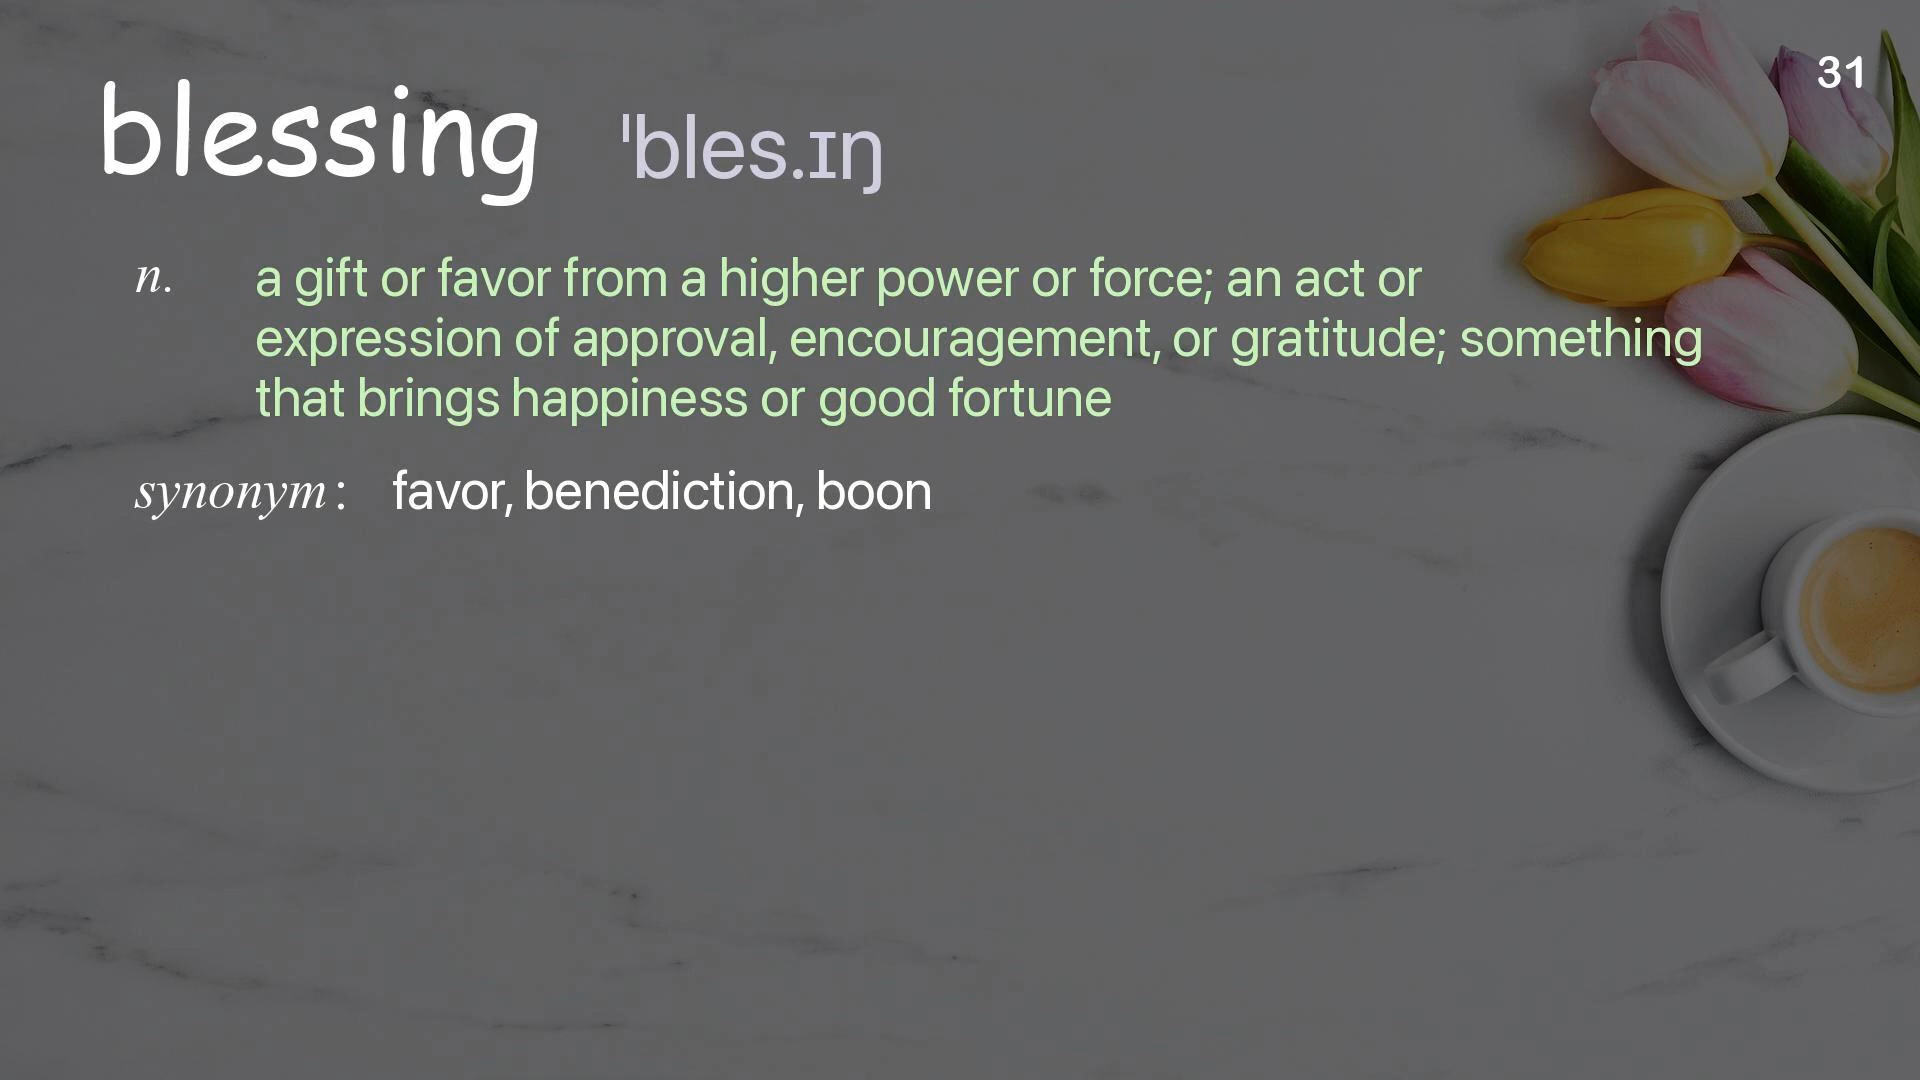 31
blessing ˈbles.ɪŋ
n. a gift or favor from a higher power or force; an act or
expression of approval, encouragement, or gratitude; something
that brings happiness or good fortune
synonym : favor, benediction, boon